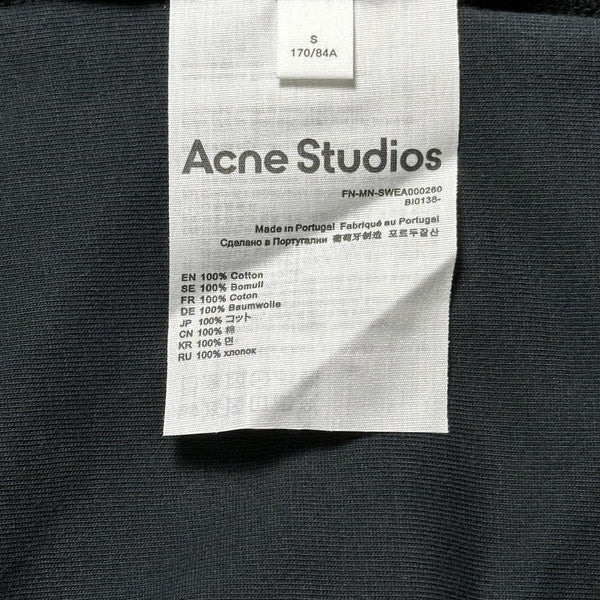 S
170/84A
Acne Studios
FN-MN-SWEA000260
BI0136-
Made in Portugal Fabriqué au Portugal
Сделано в Португалии 葡萄牙制造 포르투갈산
EN 100% Cotton
SE 100% Bomull
FR 100% Coton
DE 100% Baumwolle
JP 100% コット
CN 100% 棉
KR 100% 면
RU 100% хлопок